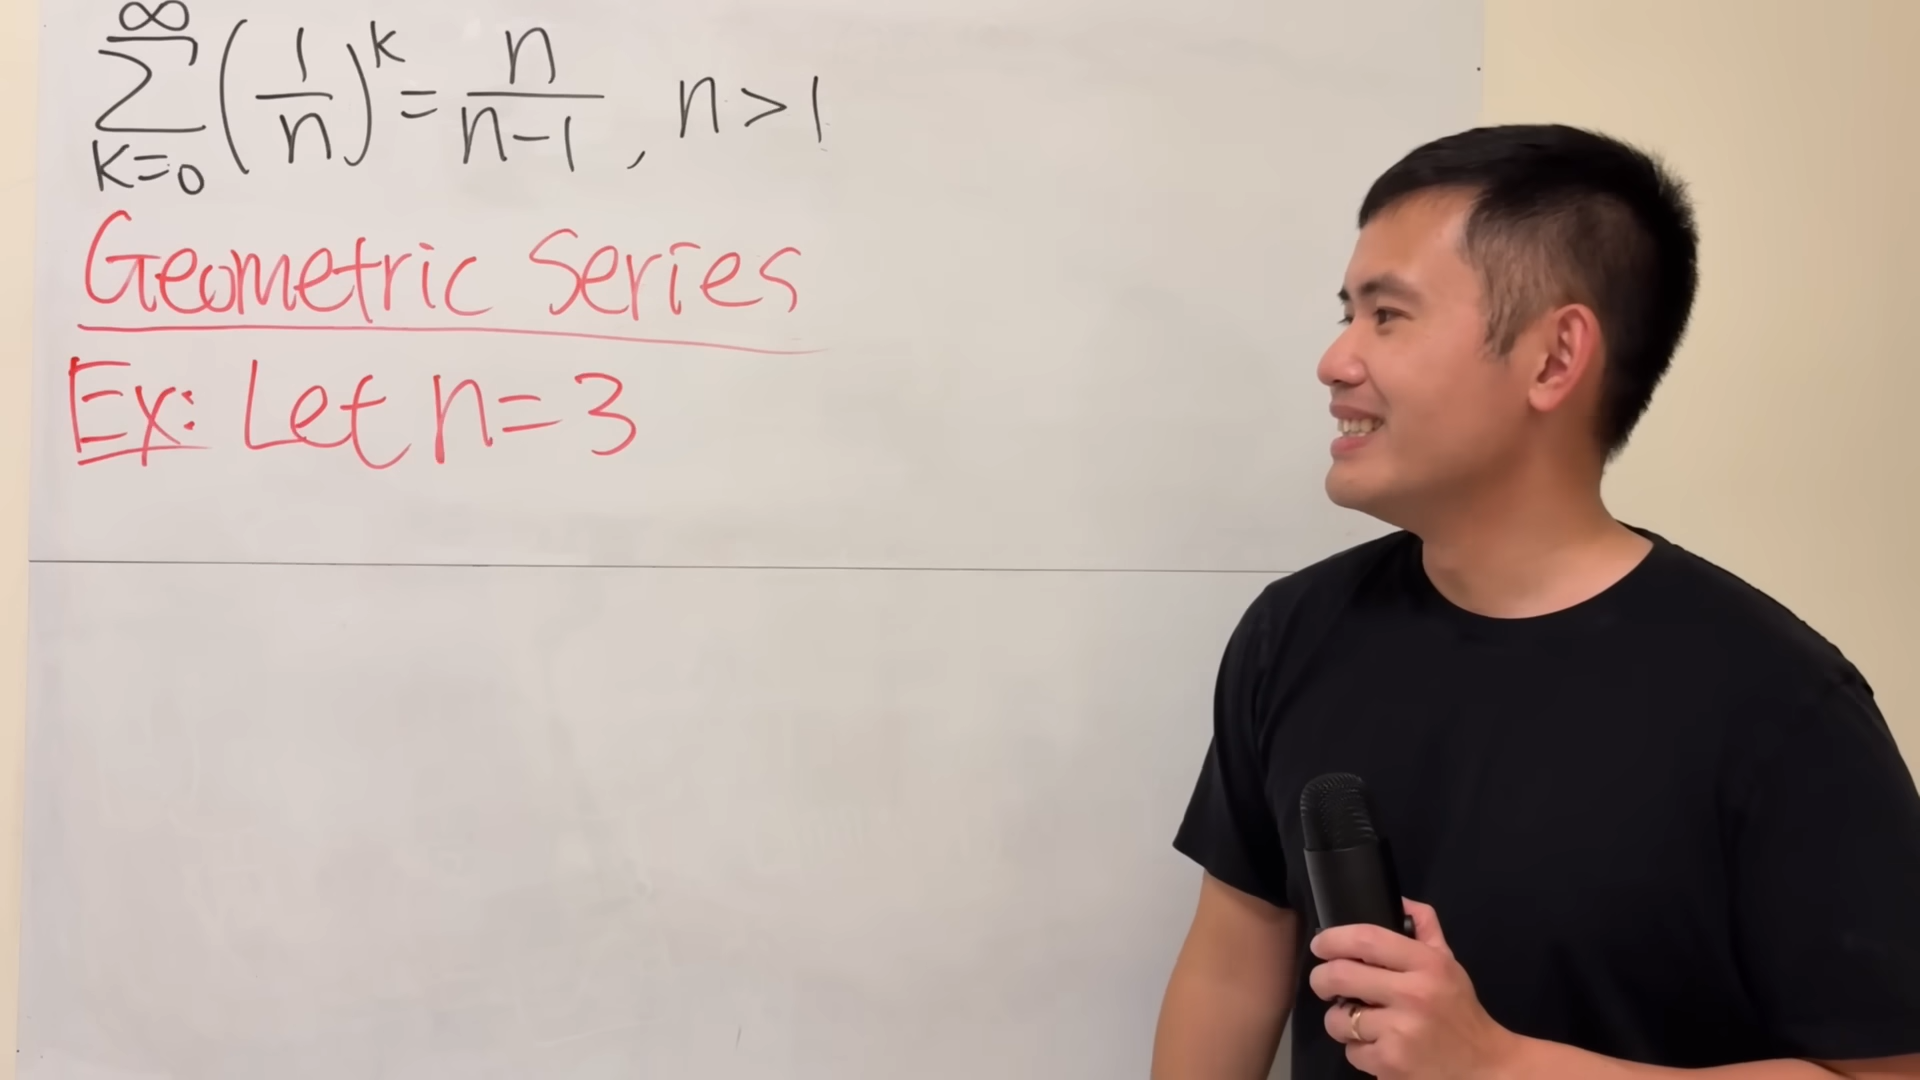 ∞∑k=0 (1/n)^k = n/(n-1), n>1
Geometric Series
Ex: Let n=3